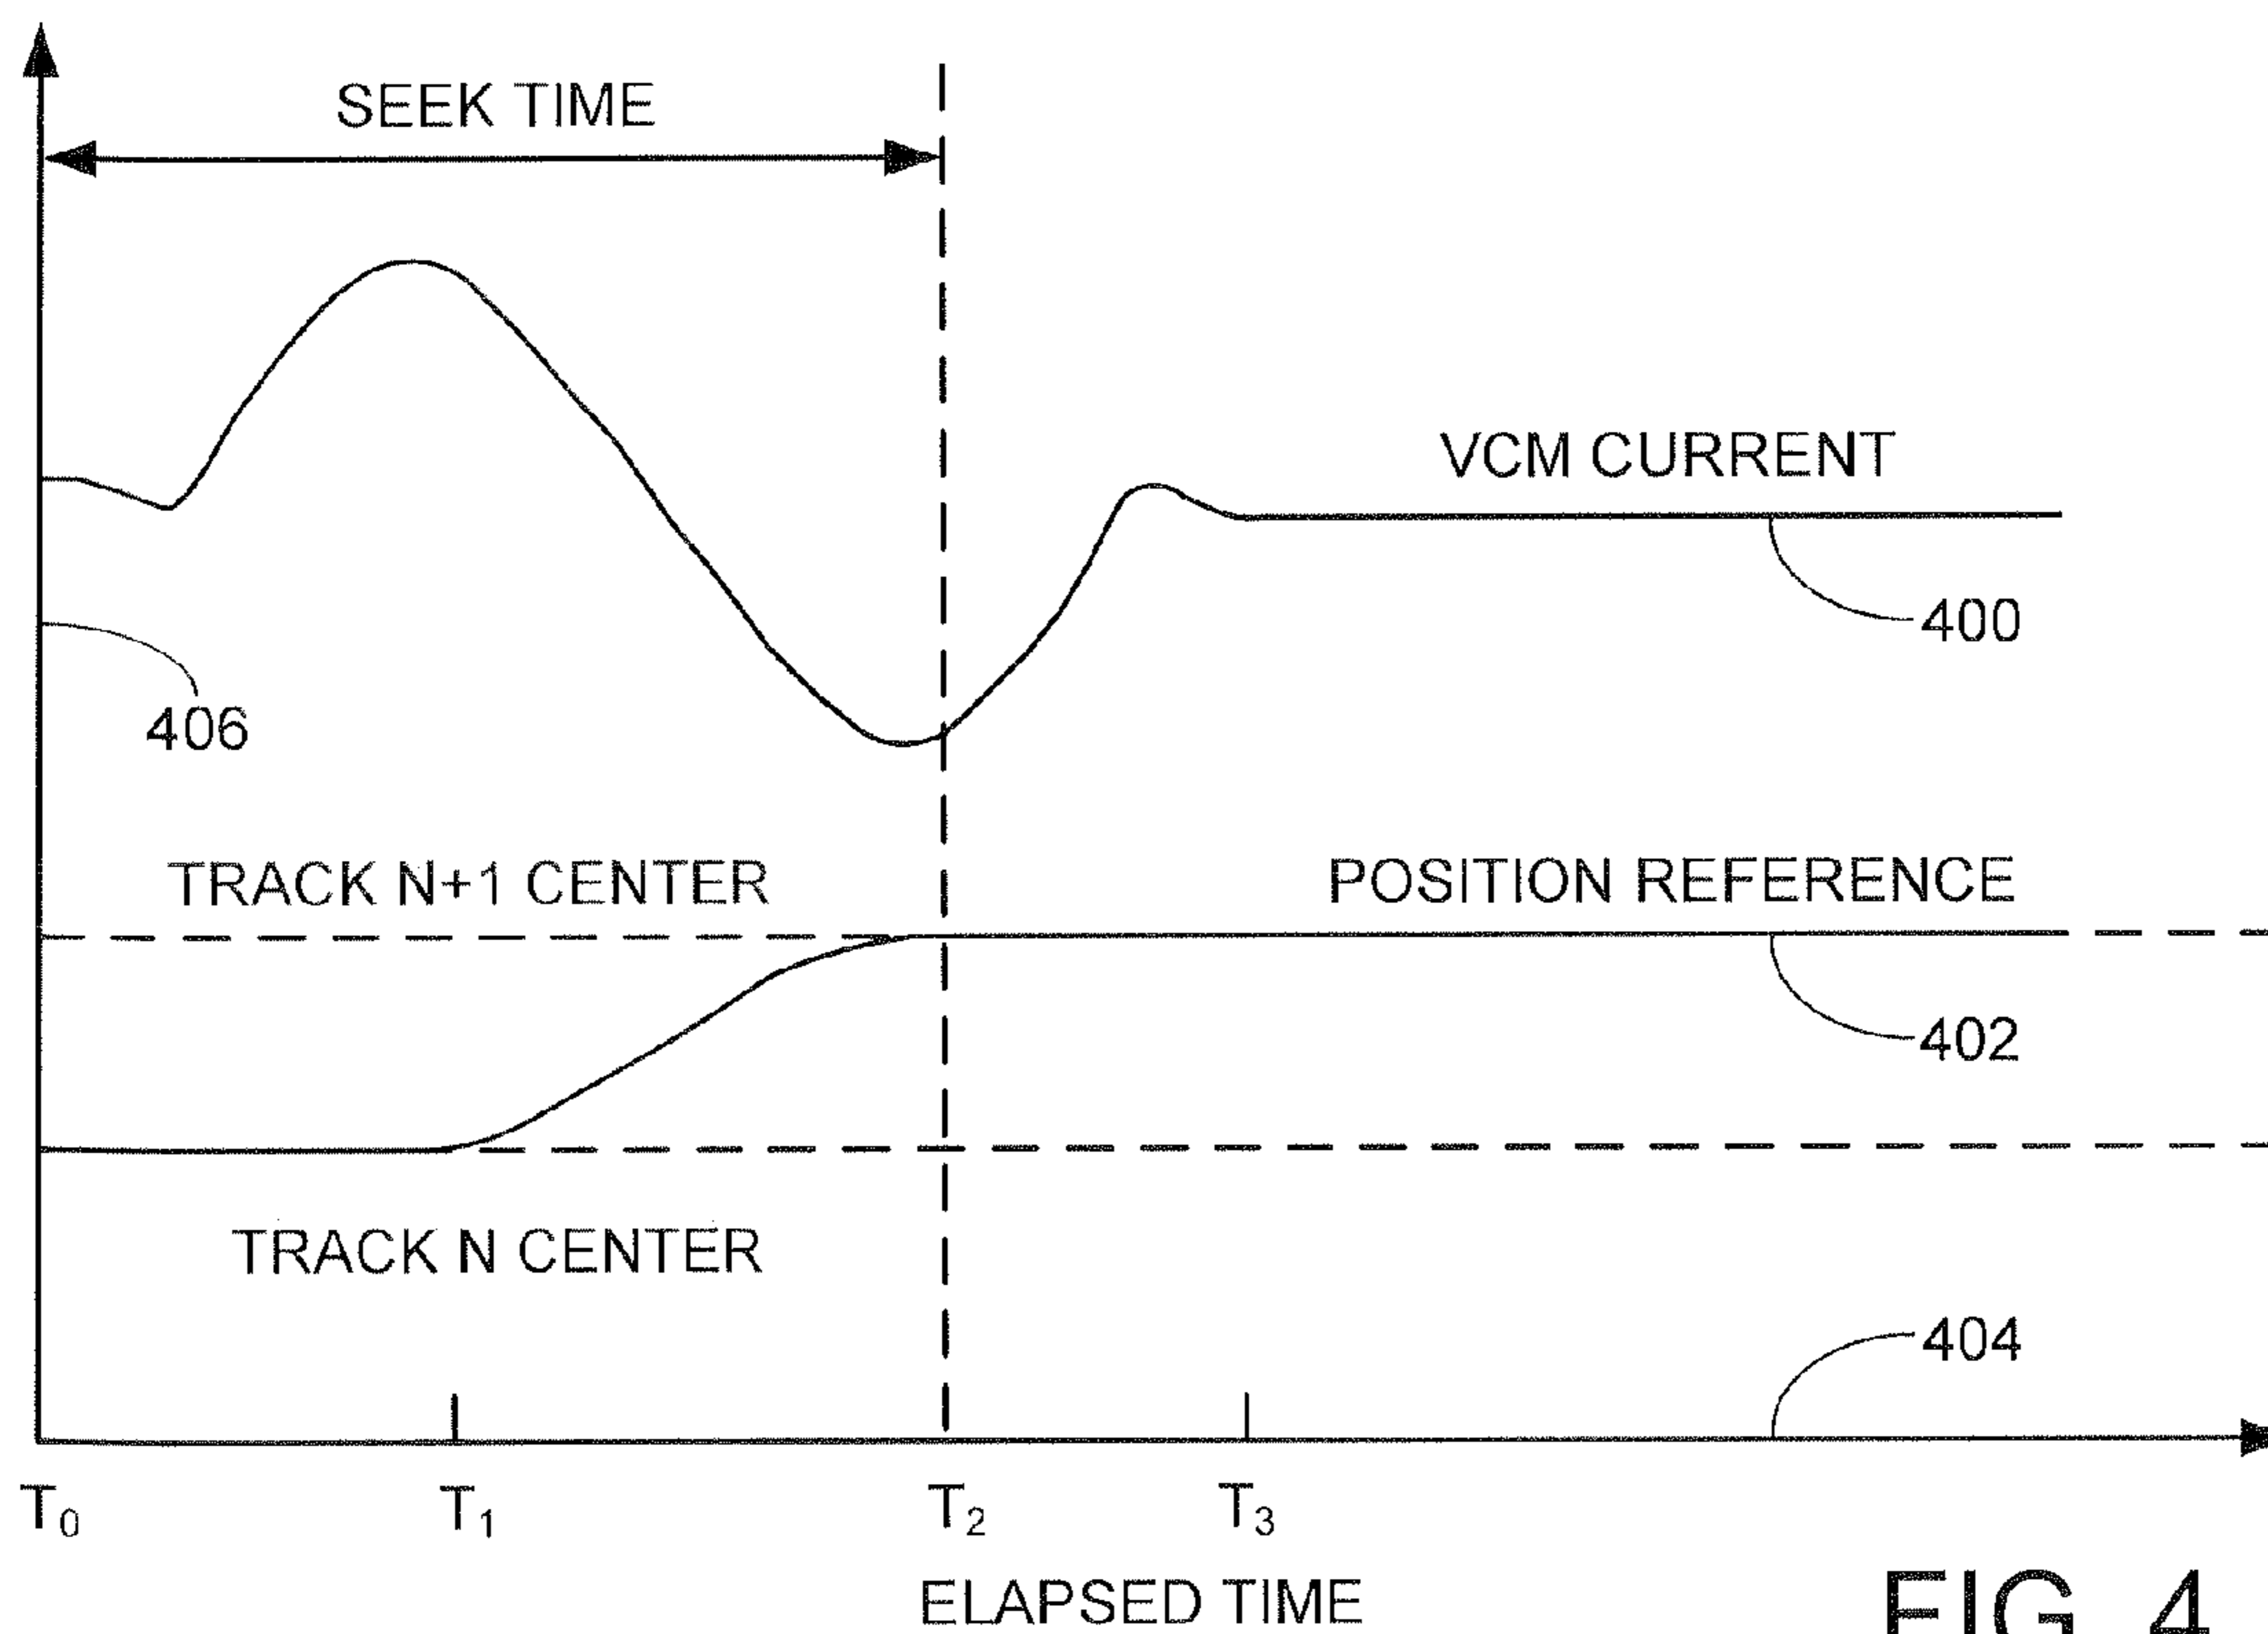 SEEK TIME
VCM CURRENT
400
406
TRACK N+1 CENTER
POSITION REFERENCE
402
TRACK N CENTER
404
T0 T1 T2 T3
ELAPSED TIME
FIG. 4